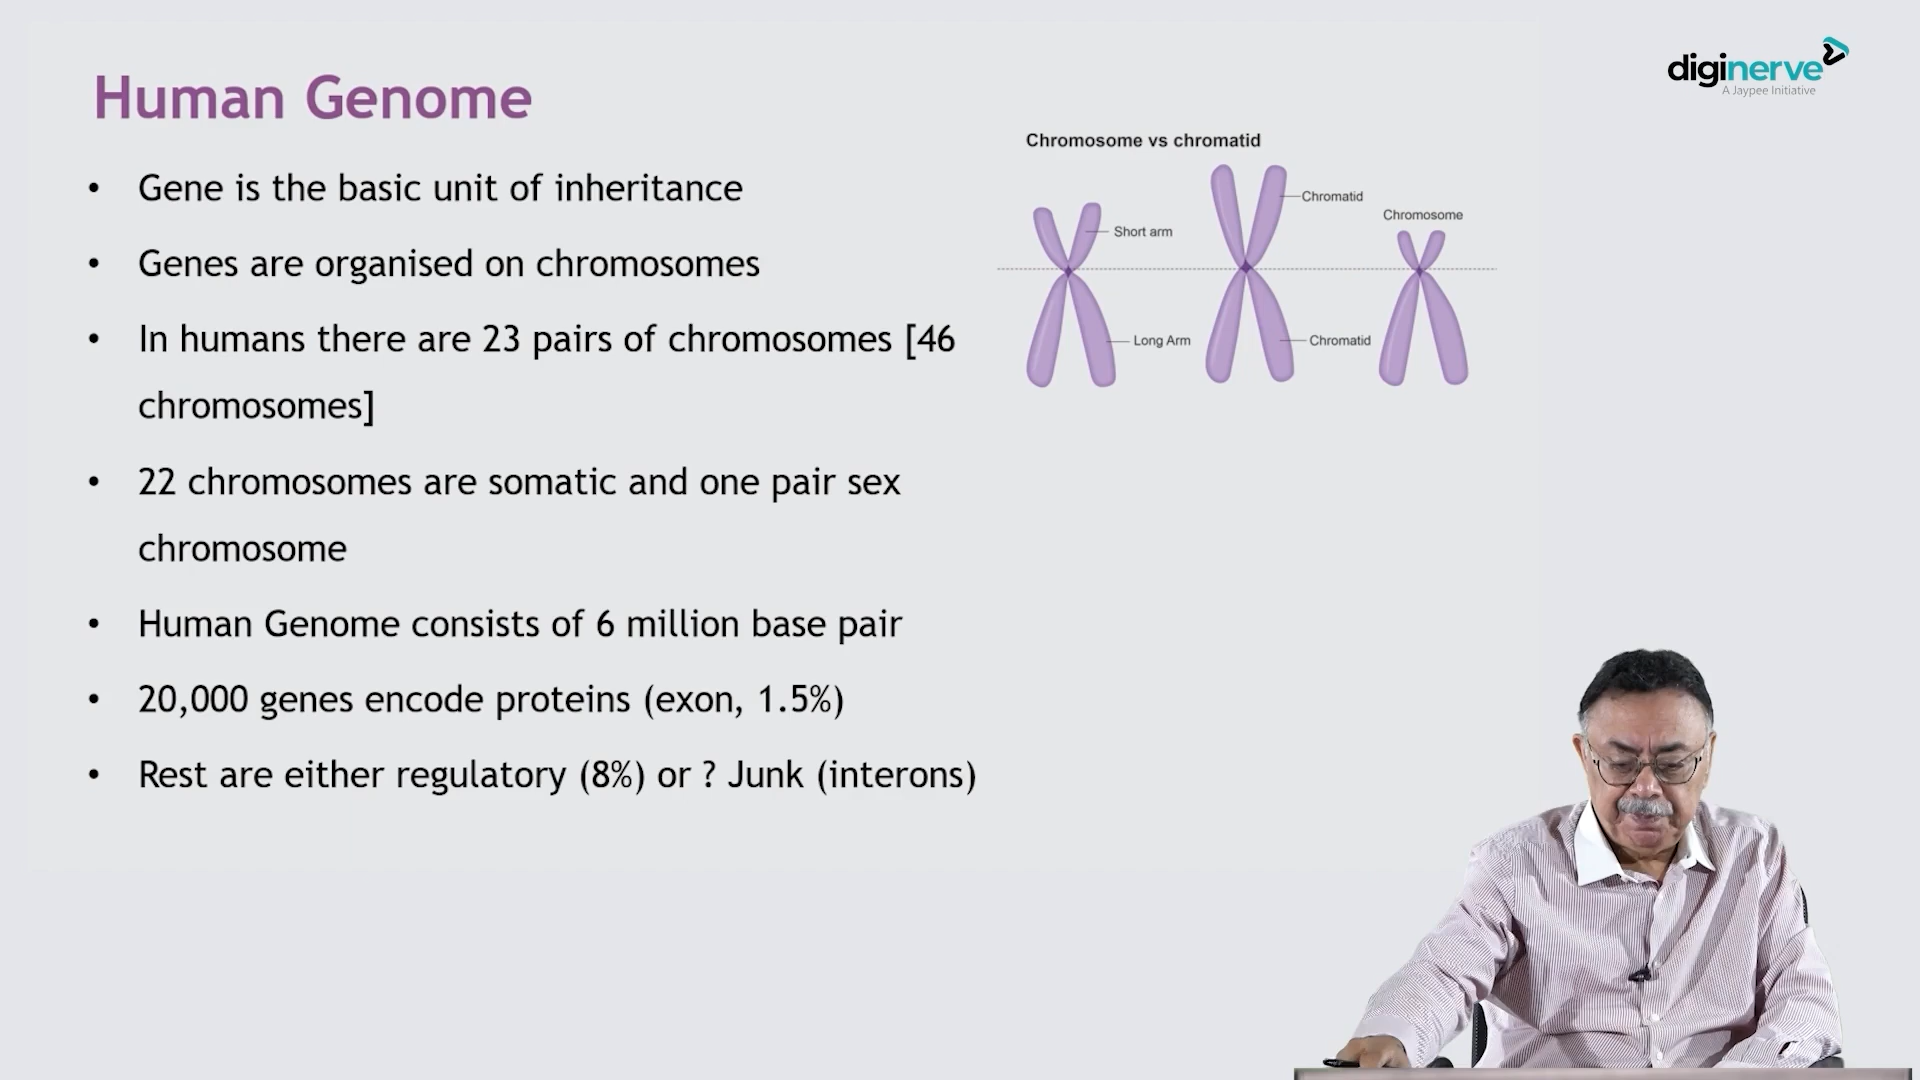 Human Genome
diginerve
A Jaypee Initiative
• Gene is the basic unit of inheritance
• Genes are organised on chromosomes
• In humans there are 23 pairs of chromosomes [46
chromosomes]
• 22 chromosomes are somatic and one pair sex
chromosome
• Human Genome consists of 6 million base pair
• 20,000 genes encode proteins (exon, 1.5%)
• Rest are either regulatory (8%) or ? Junk (interons)
Chromosome vs chromatid
Short arm
Long Arm
Chromatid
Chromatid
Chromosome